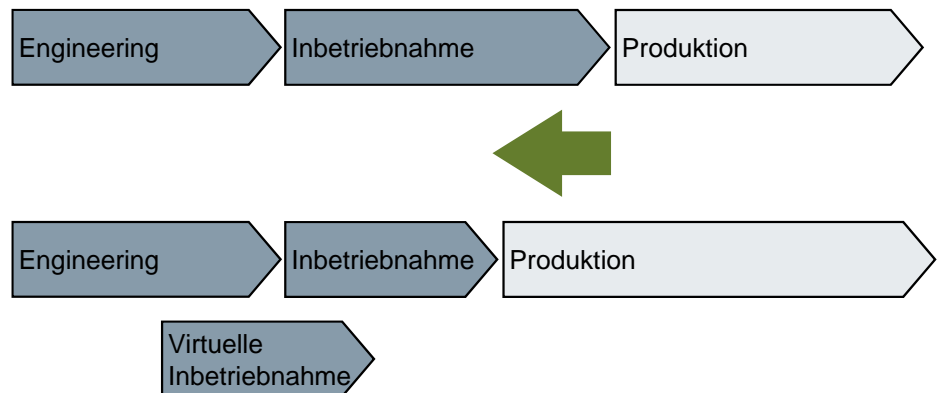 Engineering
Inbetriebnahme
Produktion
Engineering
Inbetriebnahme
Produktion
Virtuelle
Inbetriebnahme